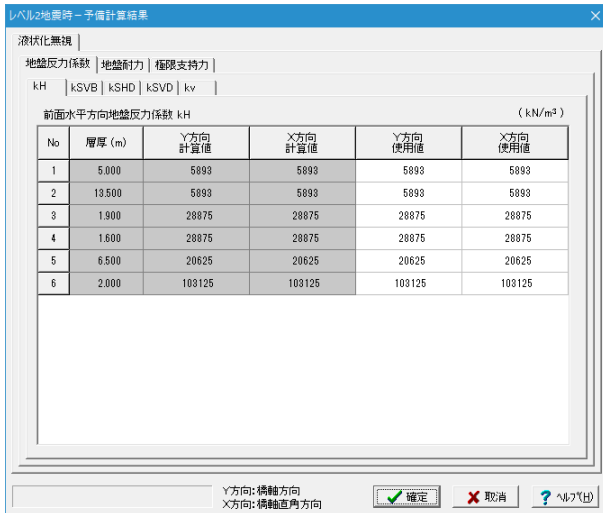 レベル2地震時－予備計算結果
液状化無視
地盤反力係数 地盤耐力 極限支持力
kH kSVB kSHD kSVD kv
前面水平方向地盤反力係数 kH (kN/m³)
No 層厚(m) Y方向計算値 X方向計算値 Y方向使用値 X方向使用値
1 5.000 5893 5893 5893 5893
2 13.500 5893 5893 5893 5893
3 1.900 28875 28875 28875 28875
4 1.600 28875 28875 28875 28875
5 6.500 20625 20625 20625 20625
6 2.000 103125 103125 103125 103125
Y方向:橋軸方向
X方向:橋軸直角方向
確定 取消 ? ヘルプ(H)